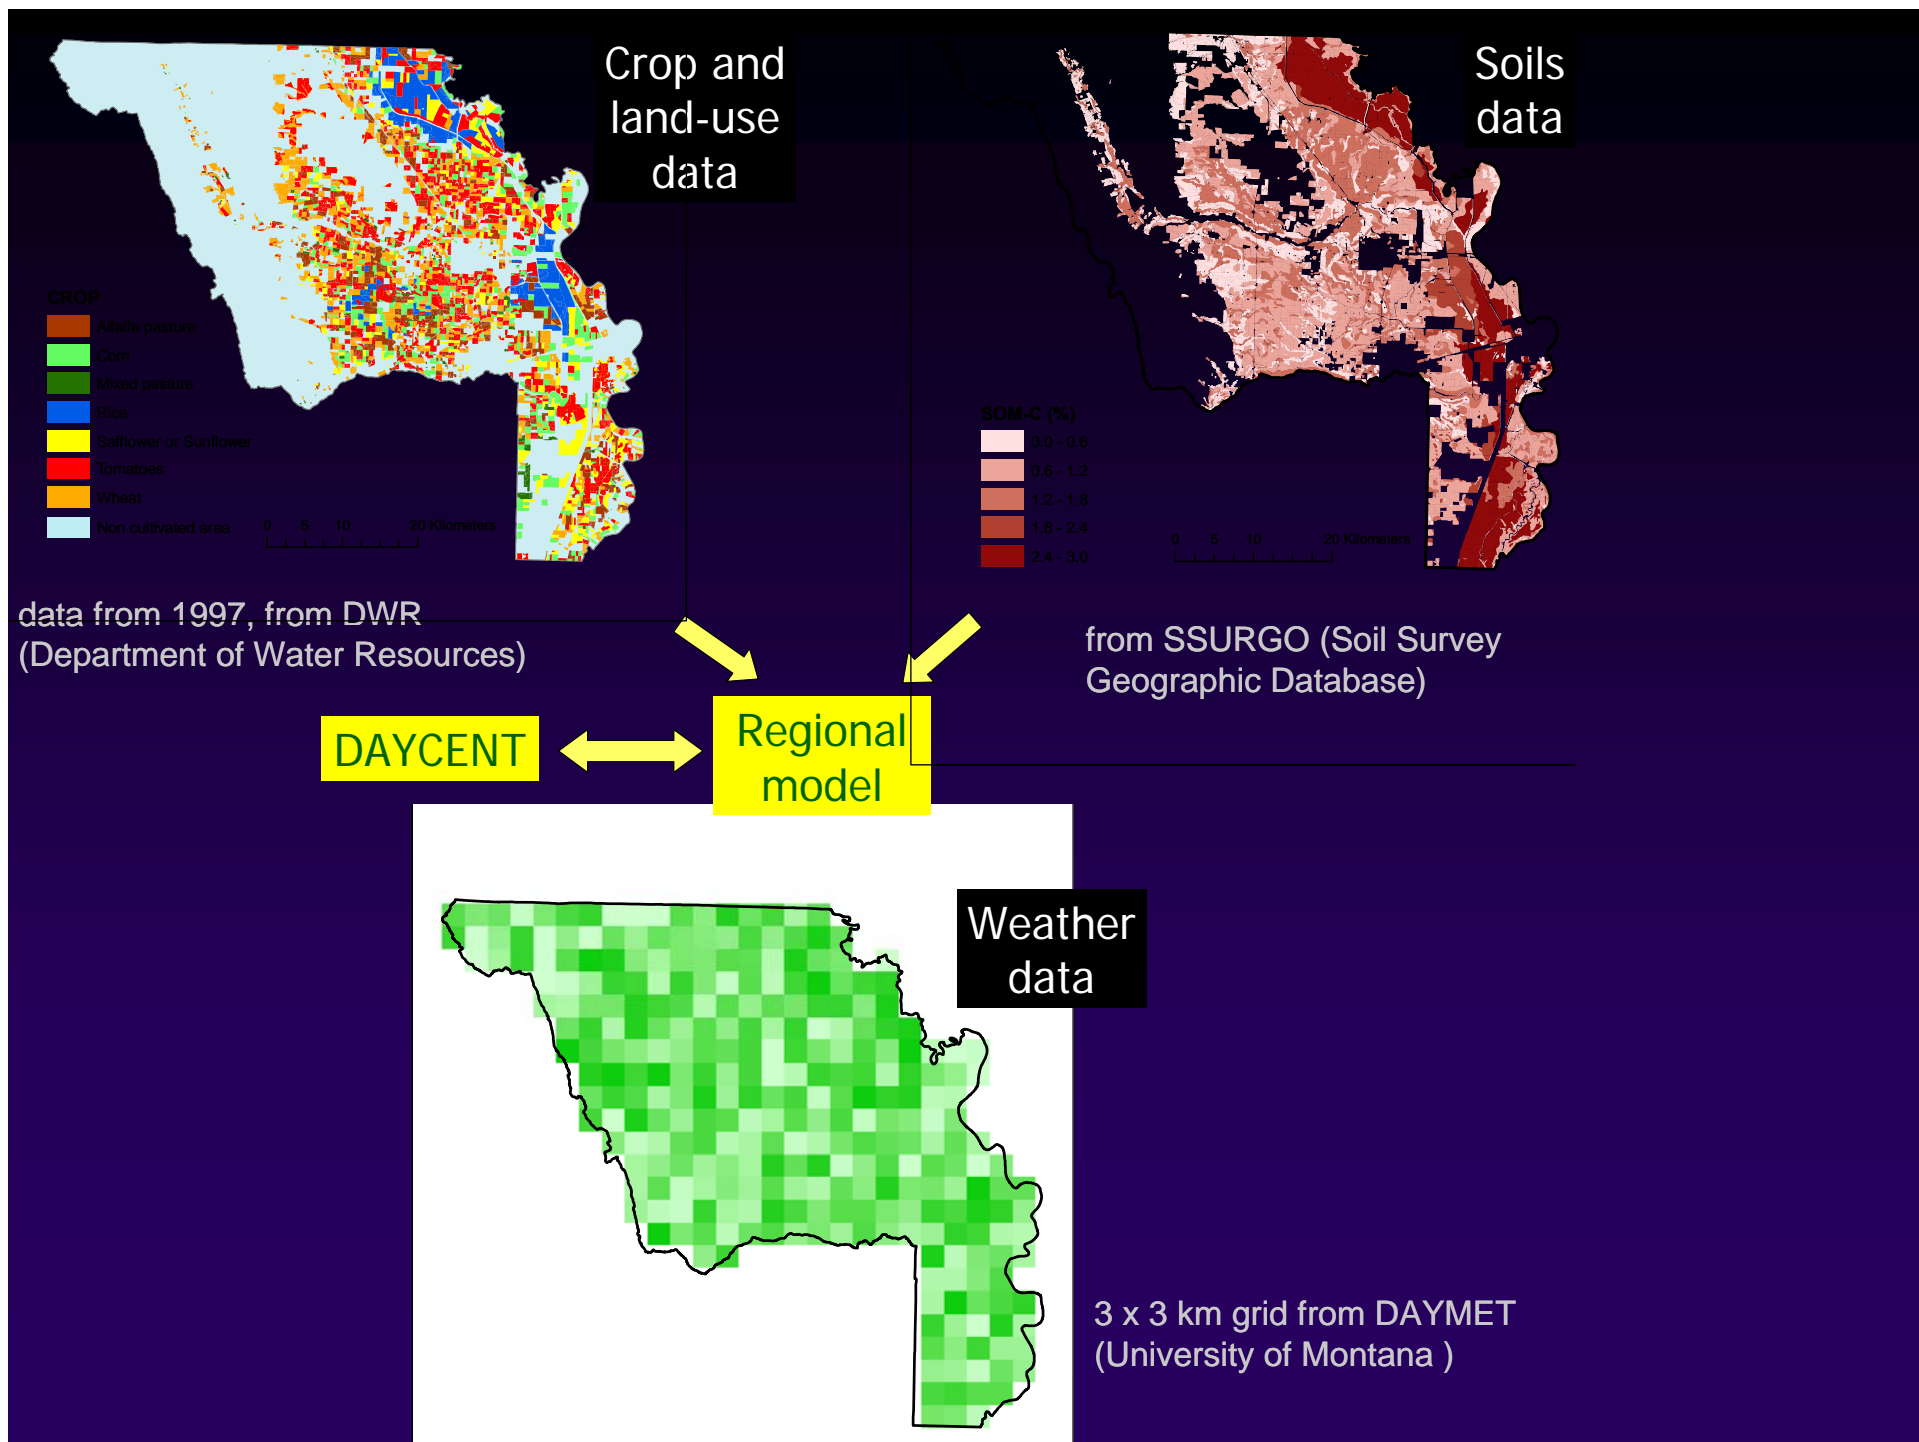 Crop and
land-use
data
CROP
Alfalfa pasture
Corn
Mixed pasture
Rice
Safflower or Sunflower
Tomatoes
Wheat
Non cultivated area
0 5 10 20 Kilometers
data from 1997, from DWR
(Department of Water Resources)
Soils
data
SOM-C (%)
0.0 - 0.6
0.6 - 1.2
1.2 - 1.8
1.8 - 2.4
2.4 - 3.0
0 5 10 20 Kilometers
from SSURGO (Soil Survey
Geographic Database)
DAYCENT
Regional
model
Weather
data
3 x 3 km grid from DAYMET
(University of Montana )